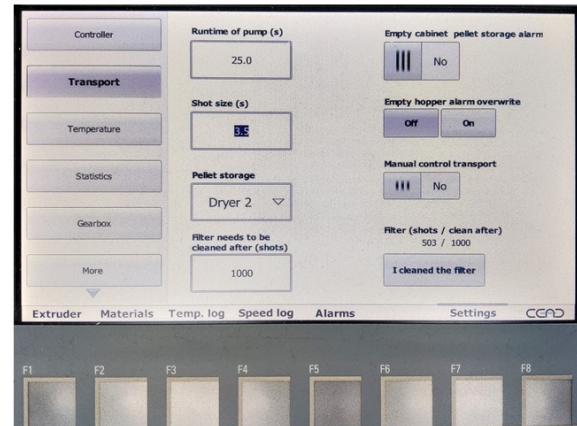 Controller
Transport
Temperature
Statistics
Gearbox
More
Runtime of pump (s)
25.0
Shot size (s)
3.5
Pellet storage
Dryer 2
Filter needs to be
cleaned after (shots)
1000
Empty cabinet pellet storage alarm
No
Empty hopper alarm overwrite
Off On
Manual control transport
No
Filter (shots / clean after)
503 / 1000
I cleaned the filter
Extruder Materials Temp. log Speed log Alarms Settings CEAD
F1 F2 F3 F4 F5 F6 F7 F8